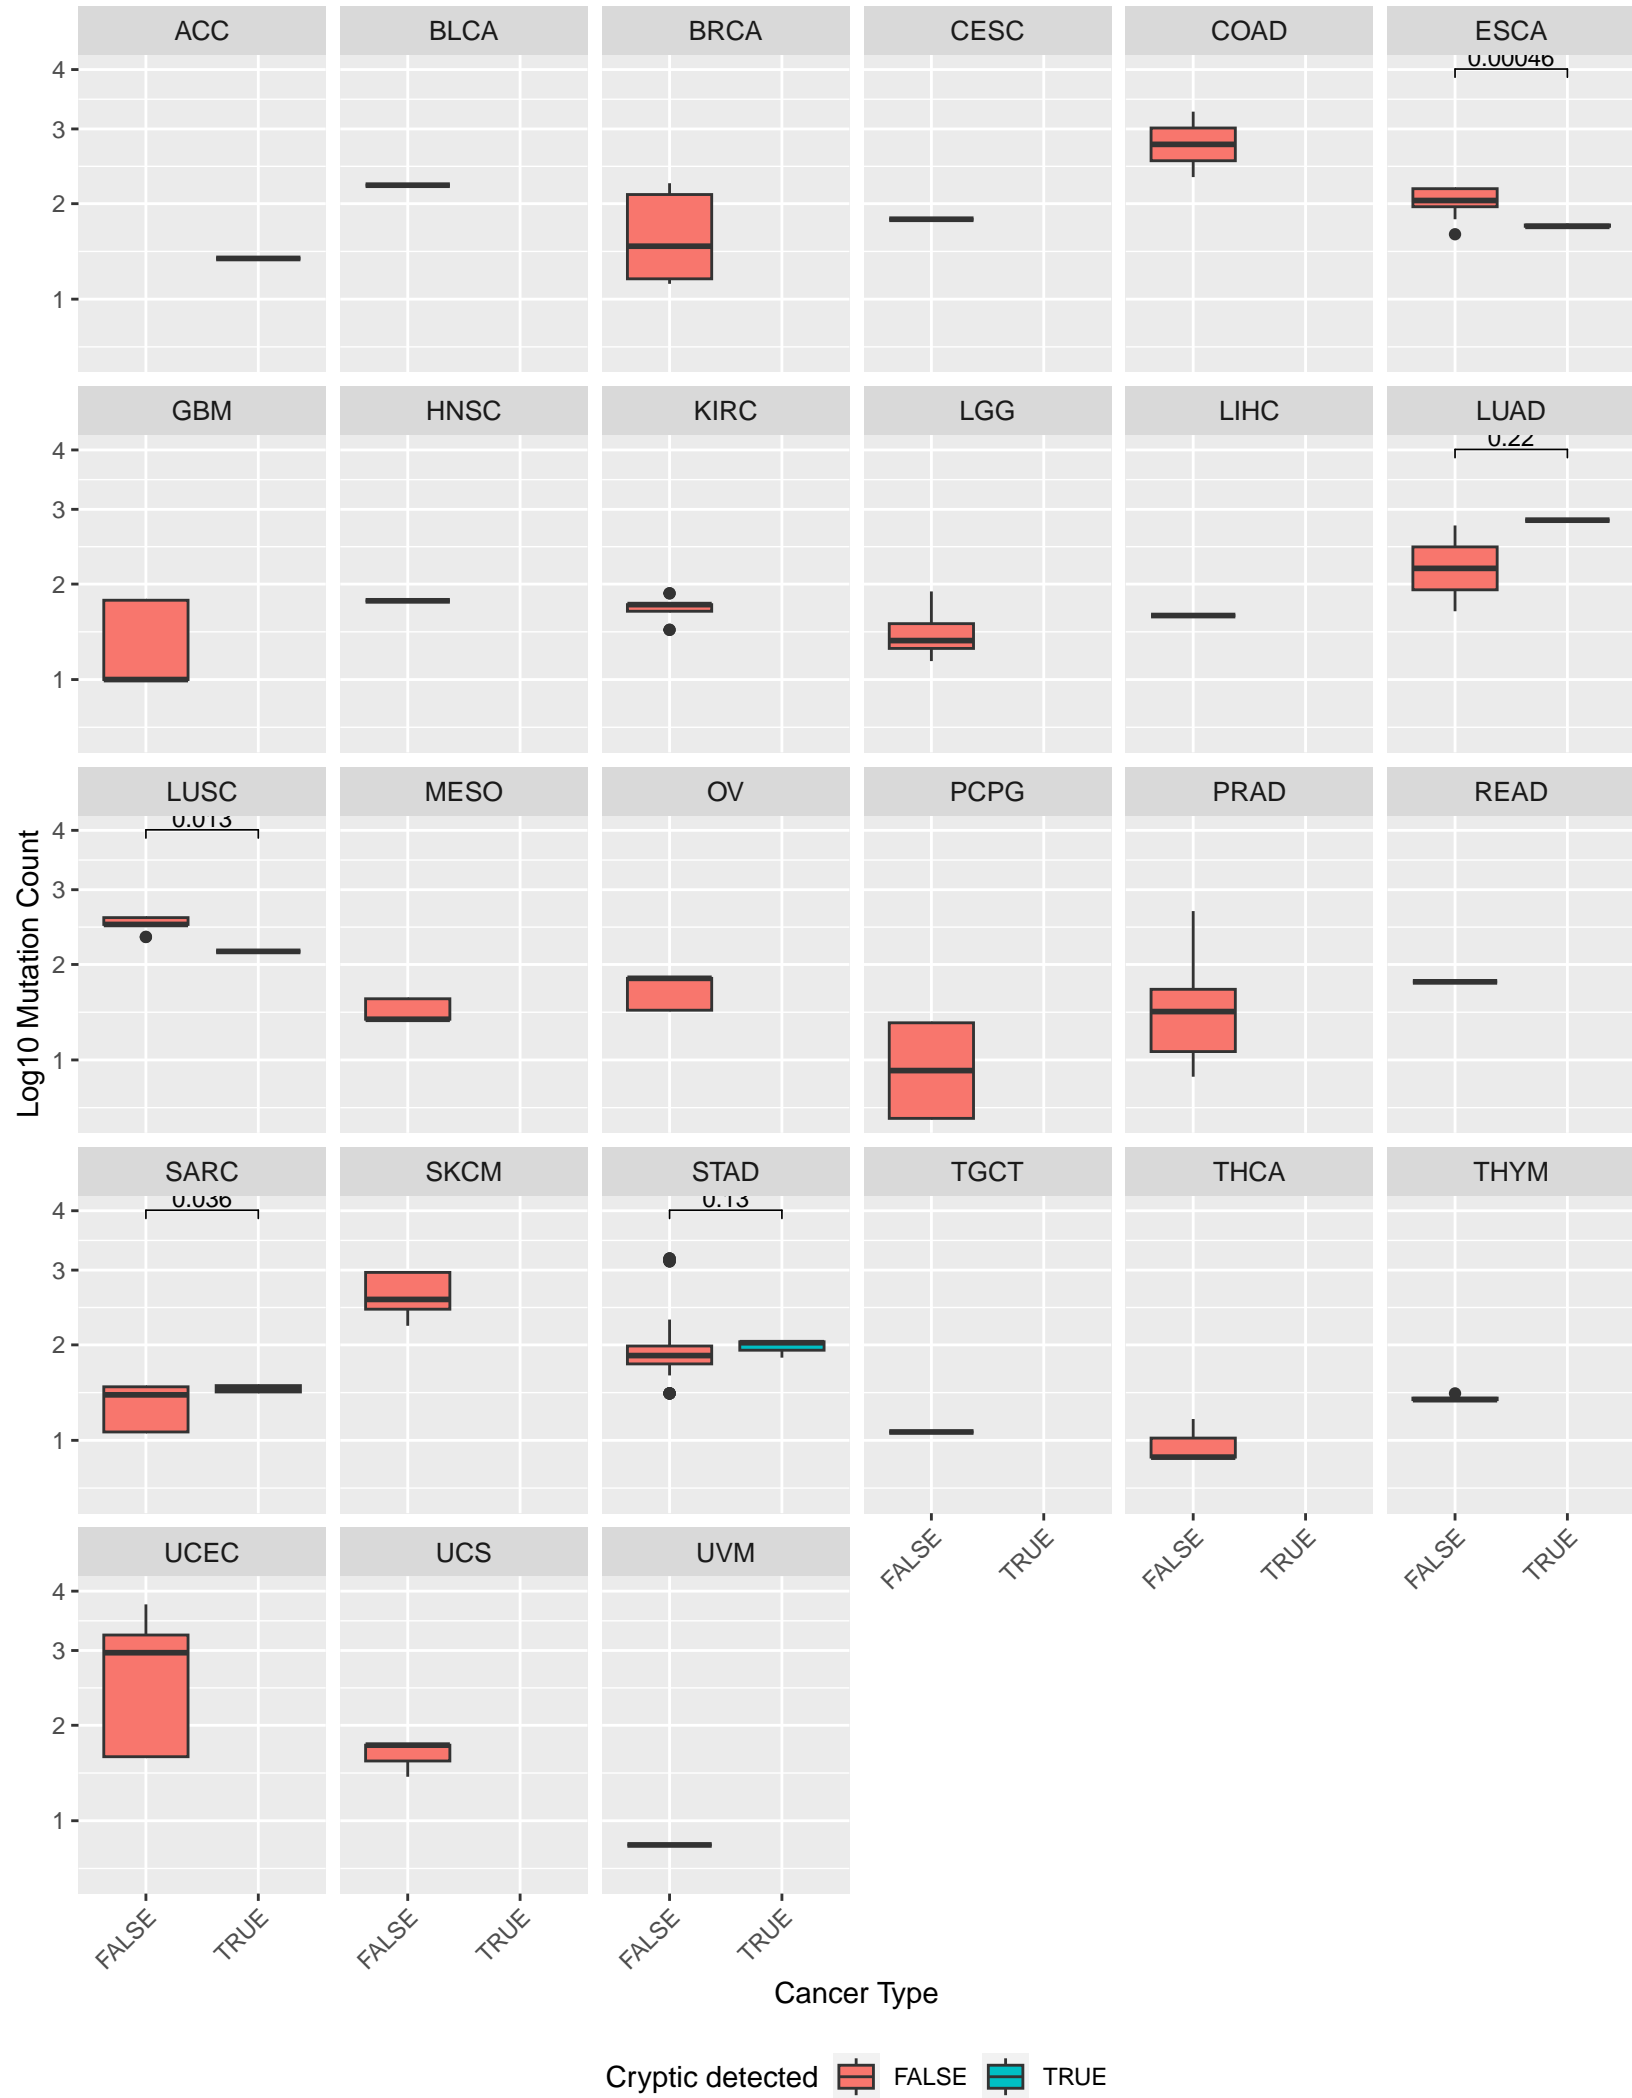 ACC BLCA BRCA CESC COAD ESCA
0.00046
4
3
2
1
GBM HNSC KIRC LGG LIHC LUAD
0.22
4
3
2
1
LUSC MESO OV PCPG PRAD READ
0.013
4
3
2
1
Log10 Mutation Count
SARC SKCM STAD TGCT THCA THYM
0.036 0.13
4
3
2
1
FALSE TRUE FALSE TRUE FALSE TRUE
UCEC UCS UVM
4
3
2
1
FALSE TRUE FALSE TRUE FALSE TRUE
Cancer Type
Cryptic detected FALSE TRUE